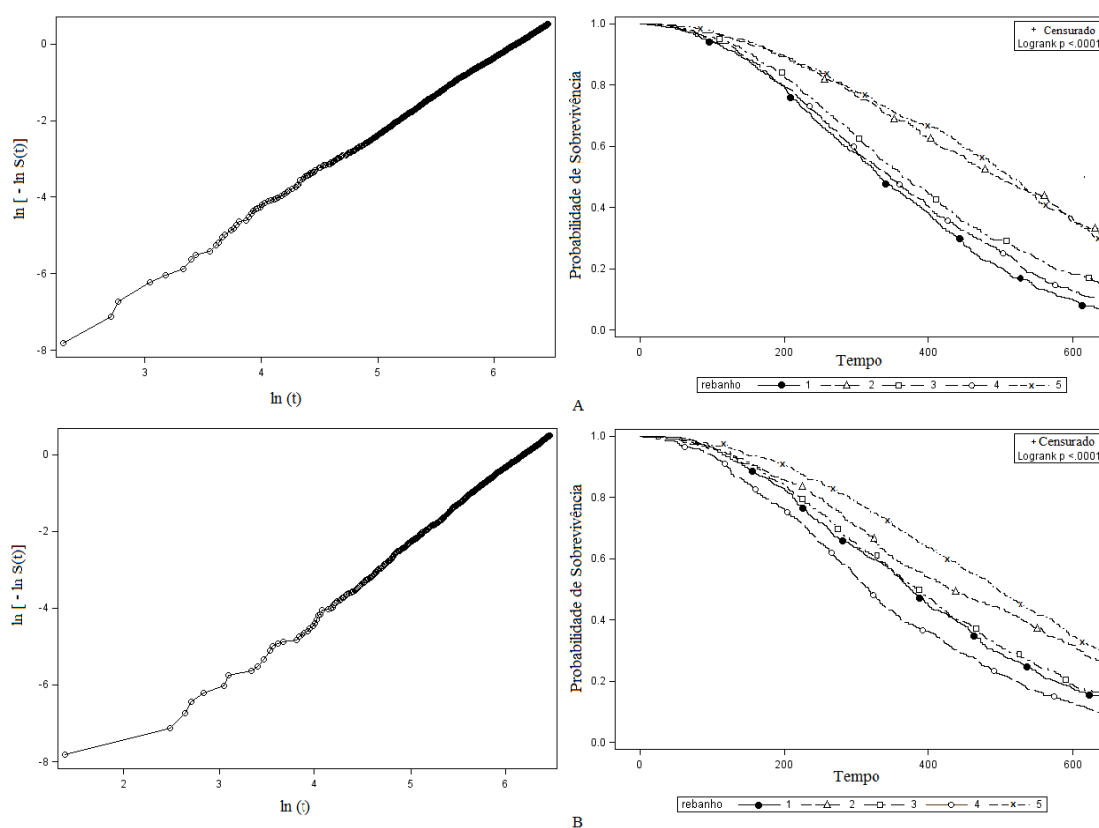 0
-2
-4
-6
-8
ln [ - ln S(t)]
3
4
5
6
ln (t)
1.0
0.8
0.6
0.4
0.2
0.0
Probabilidade de Sobrevivência
+ Censurado
Logrank p <.0001
0
200
400
600
Tempo
rebanho 1 2 3 4 5
A
0
-2
-4
-6
-8
ln [ - ln S(t)]
2
3
4
5
6
ln (t)
1.0
0.8
0.6
0.4
0.2
0.0
Probabilidade de Sobrevivência
+ Censurado
Logrank p <.0001
0
200
400
600
Tempo
rebanho 1 2 3 4 5
B